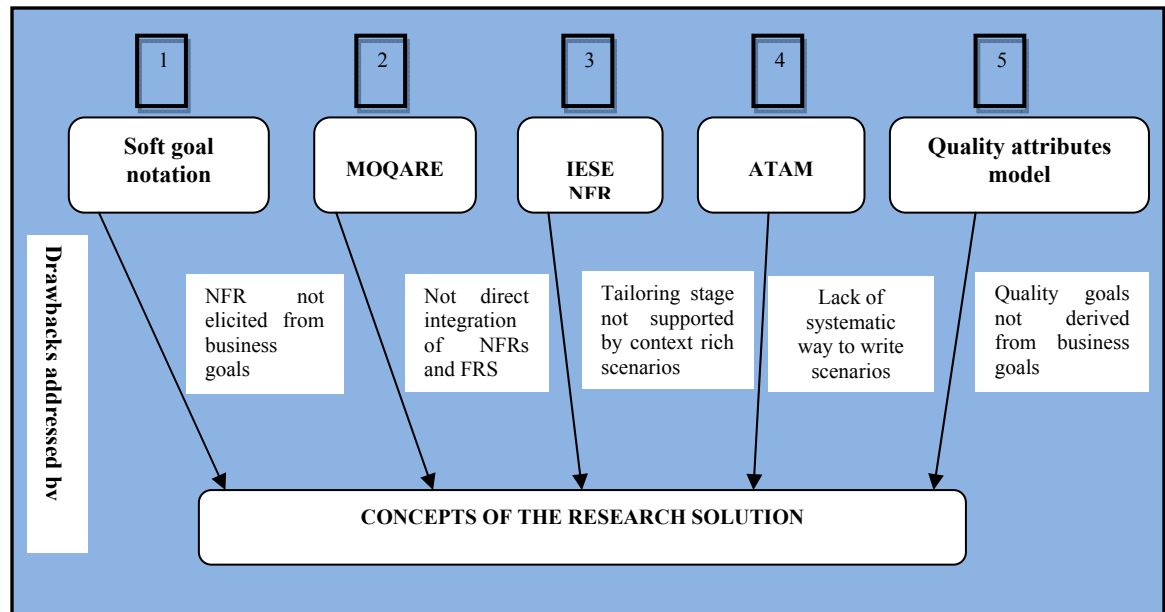 1
2
3
4
5
Soft goal
notation
MOQARE
IESE
NFR
ATAM
Quality attributes
model
Drawbacks addressed by
NFR not
elicited from
business
goals
Not direct
integration
of NFRs
and FRS
Tailoring stage
not supported
by context rich
scenarios
Lack of
systematic
way to write
scenarios
Quality goals
not derived
from business
goals
CONCEPTS OF THE RESEARCH SOLUTION